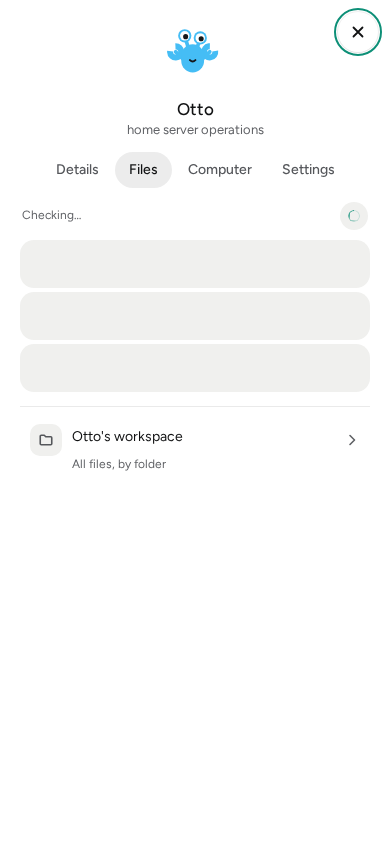 Otto
home server operations
Details Files Computer Settings
Checking...
Otto's workspace
All files, by folder